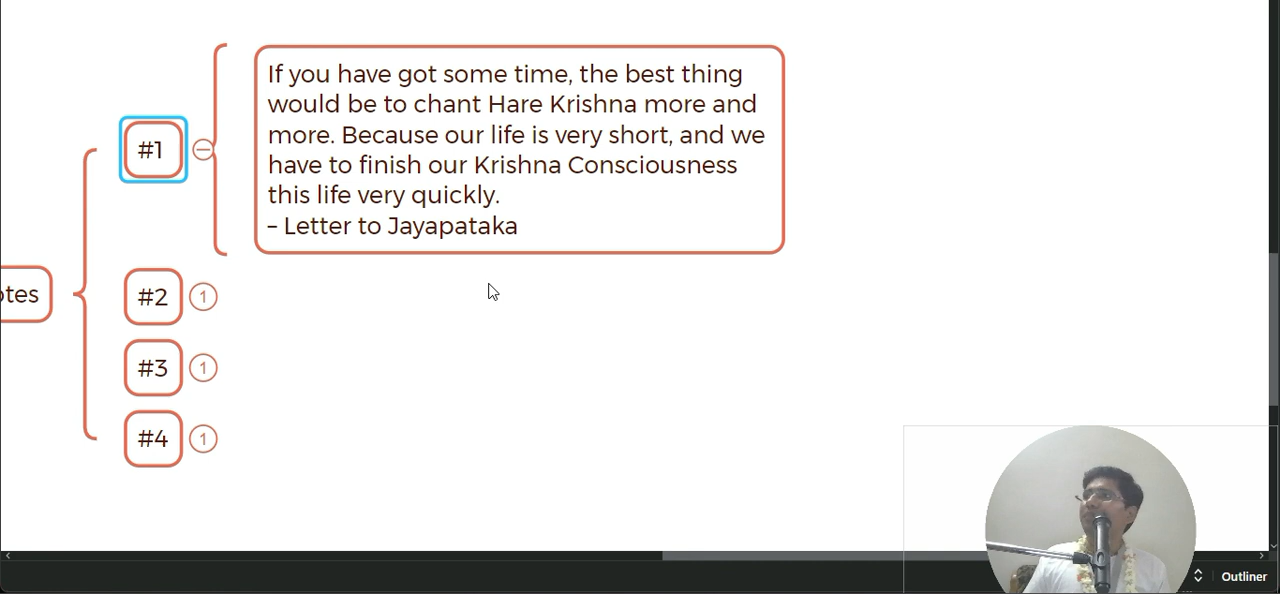 If you have got some time, the best thing
would be to chant Hare Krishna more and
more. Because our life is very short, and we
have to finish our Krishna Consciousness
this life very quickly.
– Letter to Jayapataka
#1
#2 1
#3 1
#4 1
otes
Outliner